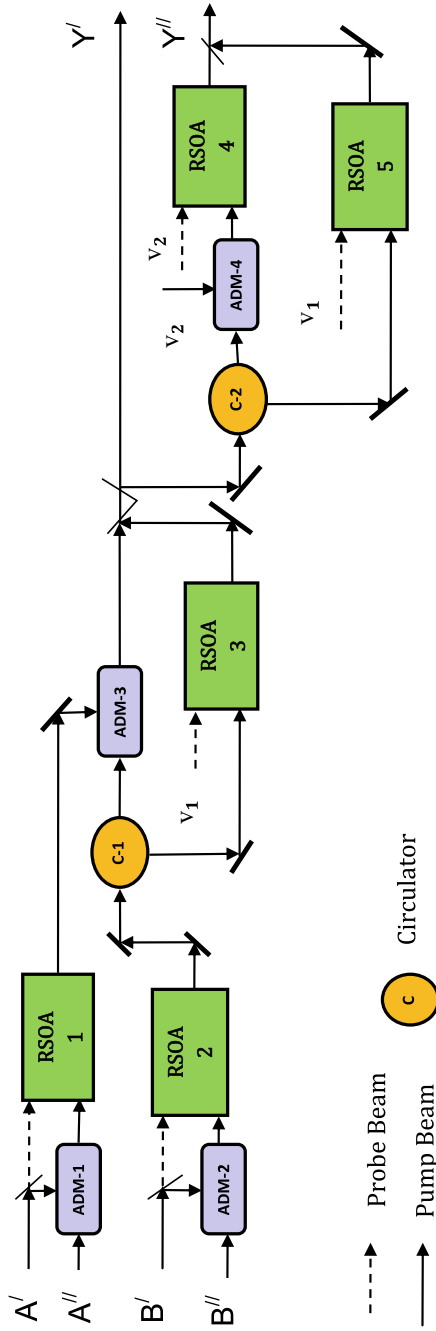 A/
A//
B/
B//
ADM-1
ADM-2
RSOA
1
RSOA
2
C-1
ADM-3
V1
RSOA
3
C-2
V2
V2
ADM-4
V1
RSOA
4
RSOA
5
Y/
Y//
Probe Beam
Pump Beam
C
Circulator